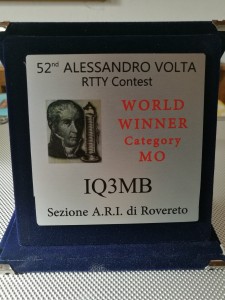 52nd ALESSANDRO VOLTA
RTTY Contest
WORLD
WINNER
Category
MO
IQ3MB
Sezione A.R.I. di Rovereto